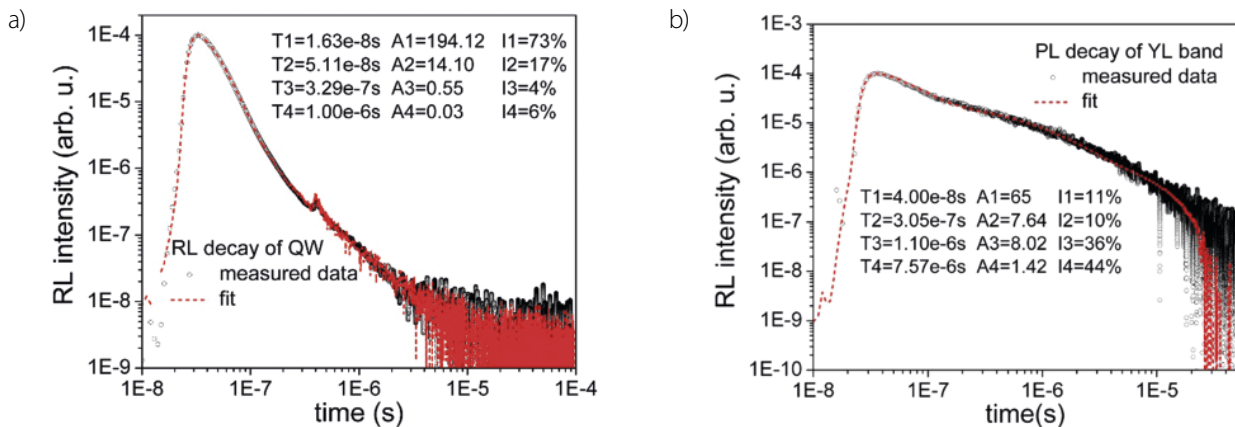 a)
RL intensity (arb. u.)
1E-4
1E-5
1E-6
1E-7
1E-8
1E-9
T1=1.63e-8s A1=194.12 I1=73%
T2=5.11e-8s A2=14.10 I2=17%
T3=3.29e-7s A3=0.55 I3=4%
T4=1.00e-6s A4=0.03 I4=6%
RL decay of QW
measured data
fit
1E-8 1E-7 1E-6 1E-5 1E-4
time (s)
b)
RL intensity (arb. u.)
1E-3
1E-4
1E-5
1E-6
1E-7
1E-8
1E-9
1E-10
PL decay of YL band
measured data
fit
T1=4.00e-8s A1=65 I1=11%
T2=3.05e-7s A2=7.64 I2=10%
T3=1.10e-6s A3=8.02 I3=36%
T4=7.57e-6s A4=1.42 I4=44%
1E-8 1E-7 1E-6 1E-5
time(s)